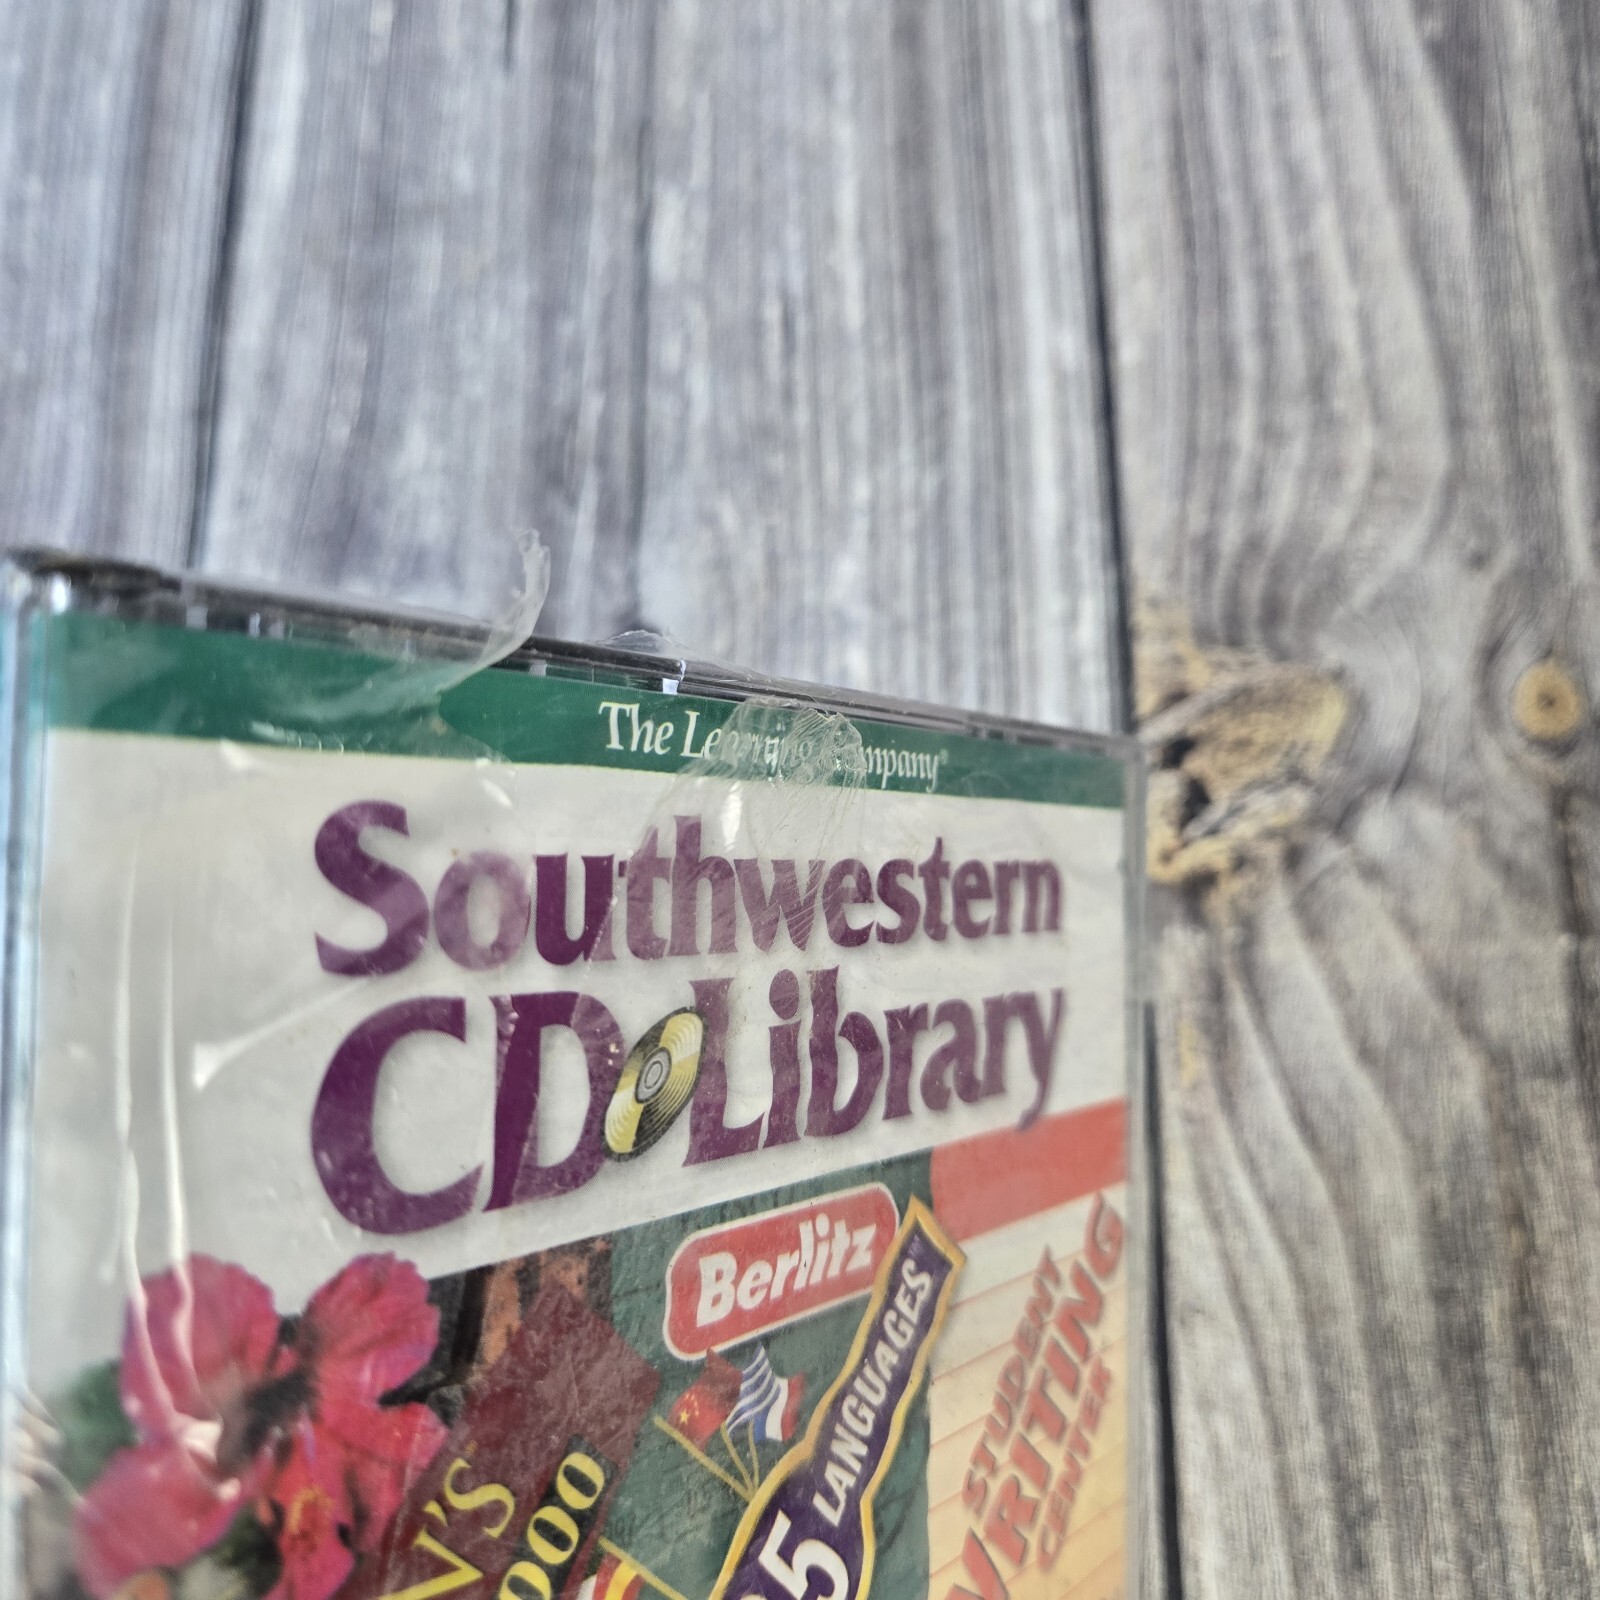 The Learning Company®
Southwestern
CD Library
Berlitz
LANGUAGES
STUDENT
WRITING
CENTER